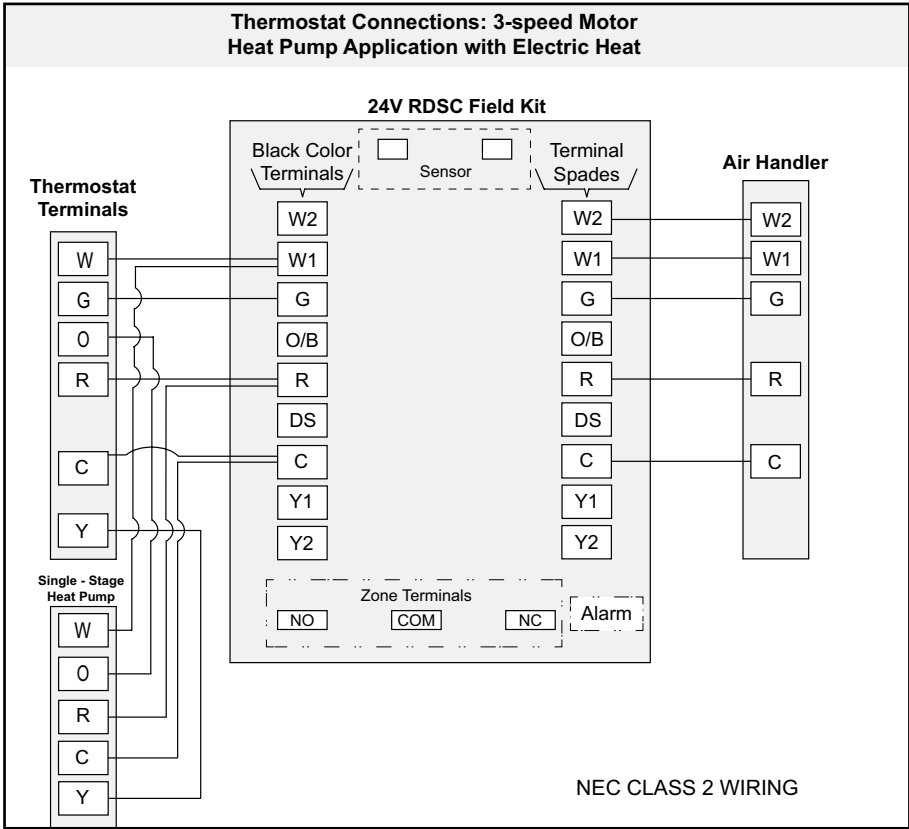 Thermostat Connections: 3-speed Motor
Heat Pump Application with Electric Heat
24V RDSC Field Kit
Black Color
Terminals
Sensor
Terminal
Spades
Air Handler
Thermostat
Terminals
W
G
O
R
C
Y
Single - Stage
Heat Pump
W
O
R
C
Y
W2
W1
G
O/B
R
DS
C
Y1
Y2
W2
W1
G
O/B
R
DS
C
Y1
Y2
W2
W1
G
R
C
Zone Terminals
NO
COM
NC
Alarm
NEC CLASS 2 WIRING